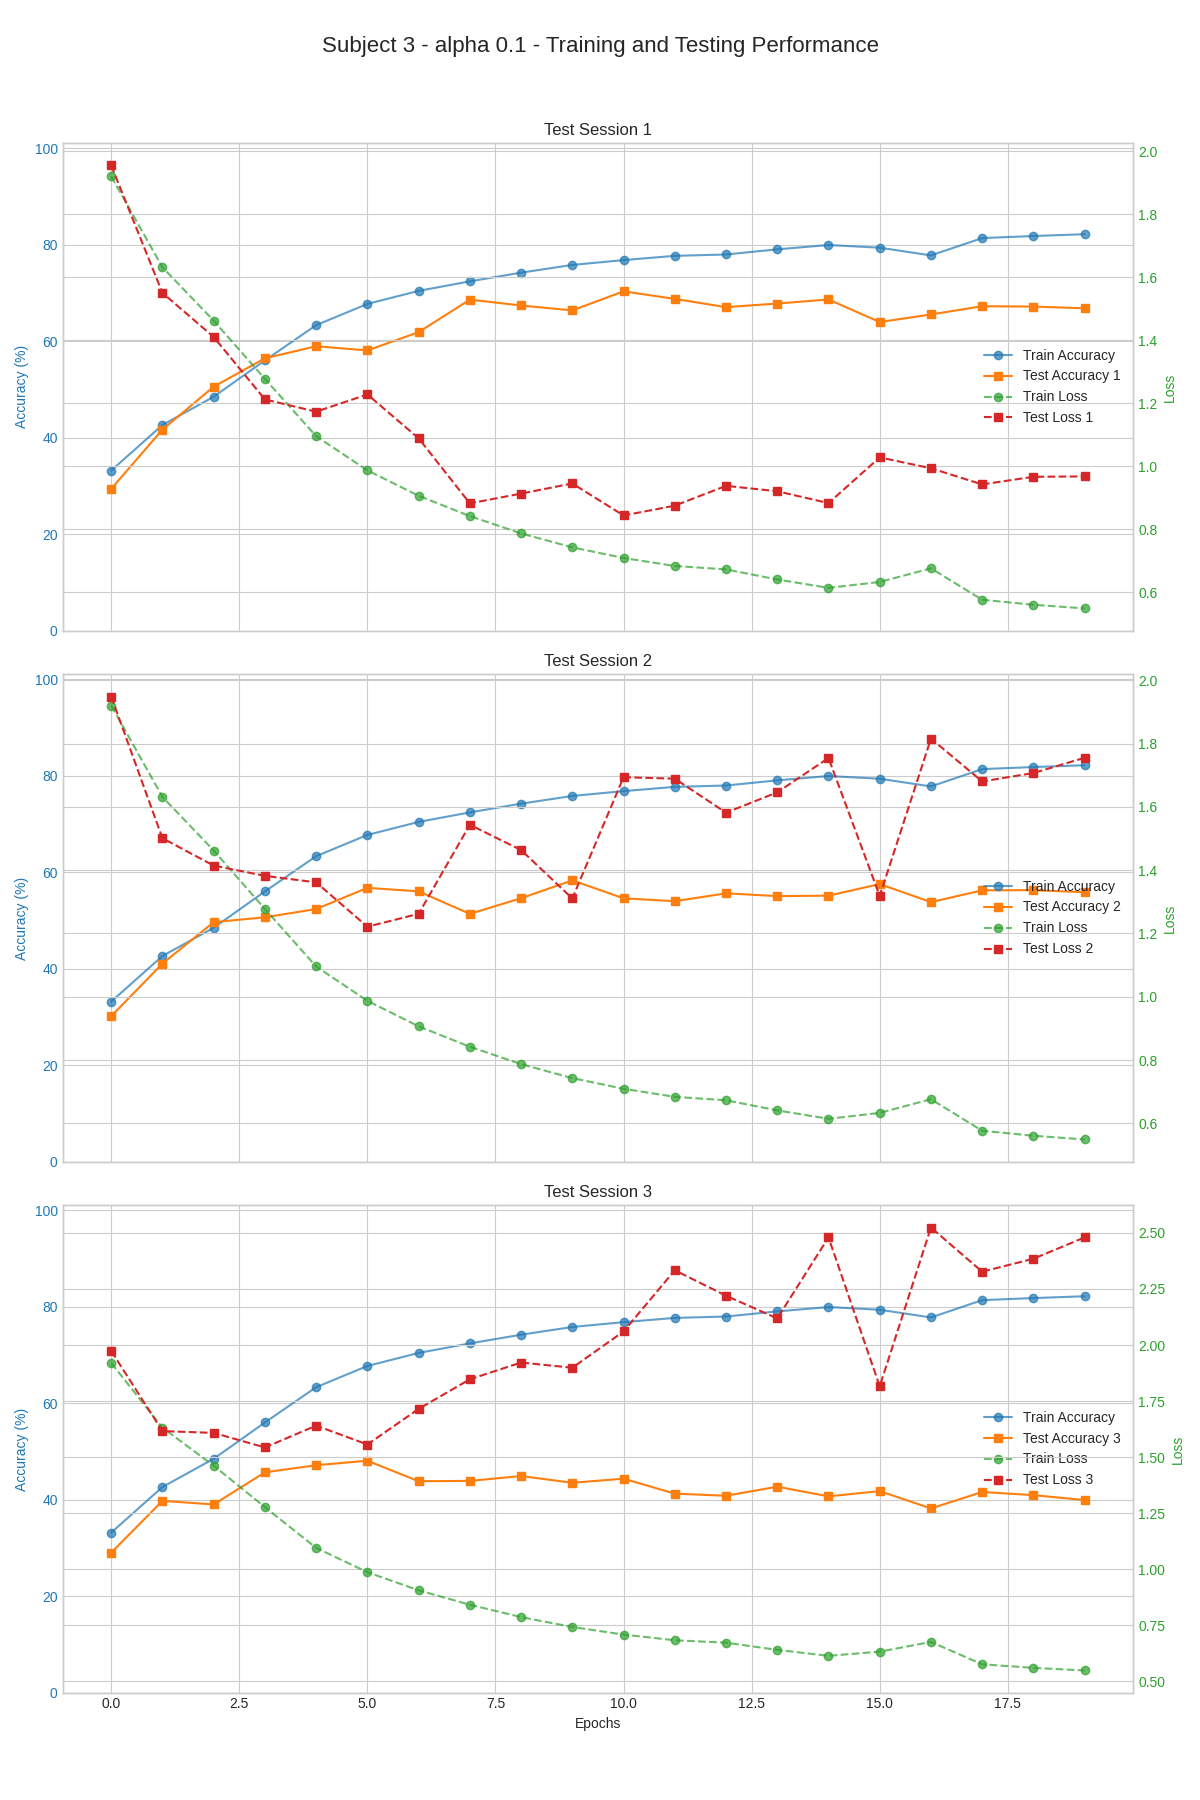 Subject 3 - alpha 0.1 - Training and Testing Performance
Test Session 1
100
80
60
40
20
0
Accuracy (%)
2.0
1.8
1.6
1.4
1.2
1.0
0.8
0.6
Loss
Train Accuracy
Test Accuracy 1
Train Loss
Test Loss 1
Test Session 2
100
80
60
40
20
0
Accuracy (%)
2.0
1.8
1.6
1.4
1.2
1.0
0.8
0.6
Loss
Train Accuracy
Test Accuracy 2
Train Loss
Test Loss 2
Test Session 3
100
80
60
40
20
0
Accuracy (%)
2.50
2.25
2.00
1.75
1.50
1.25
1.00
0.75
0.50
Loss
Train Accuracy
Test Accuracy 3
Train Loss
Test Loss 3
0.0 2.5 5.0 7.5 10.0 12.5 15.0 17.5
Epochs